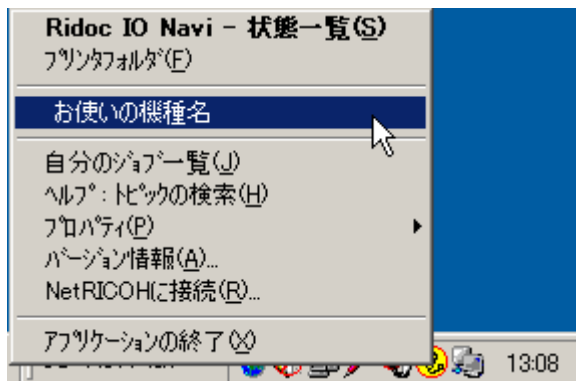 Ridoc IO Navi - 状態一覧(S)
ﾌﾟﾘﾝﾀﾌｫﾙﾀﾞ(F)
お使いの機種名
自分のｼﾞｮﾌﾞ一覧(J)
ﾍﾙﾌﾟ:ﾄﾋﾟｯｸの検索(H)
ﾌﾟﾛﾊﾟﾃｨ(P)
ﾊﾞｰｼﾞｮﾝ情報(A)...
NetRICOHに接続(R)...
ｱﾌﾟﾘｹｰｼｮﾝの終了(X)
13:08